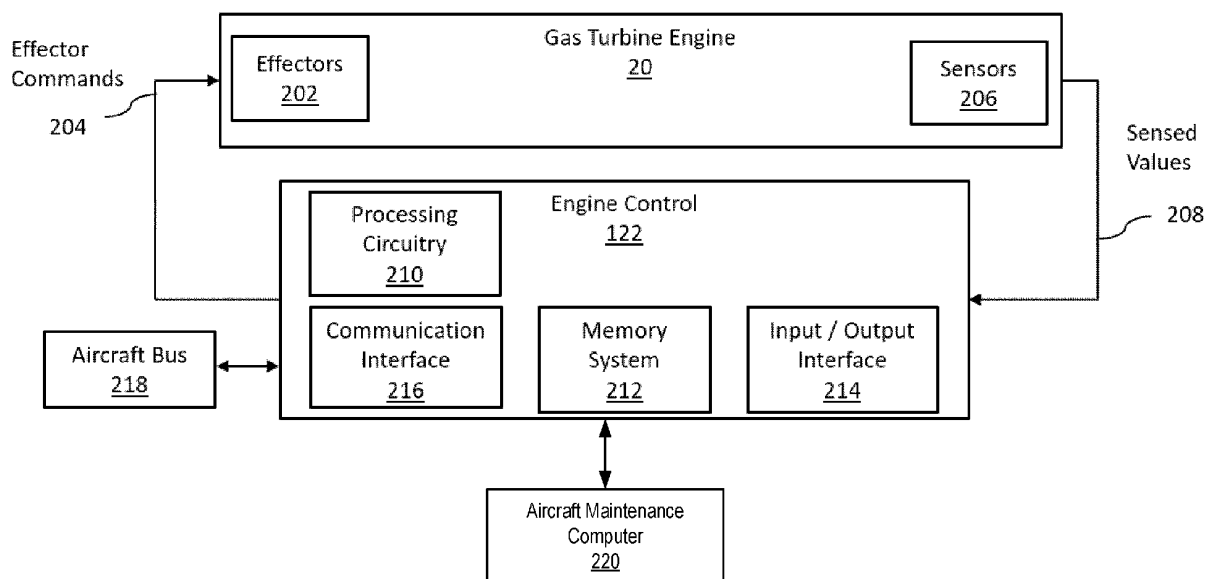 Gas Turbine Engine
20
Effector
Commands
204
Effectors
202
Sensors
206
Sensed
Values
208
Engine Control
122
Processing
Circuitry
210
Communication
Interface
216
Memory
System
212
Input / Output
Interface
214
Aircraft Bus
218
Aircraft Maintenance
Computer
220